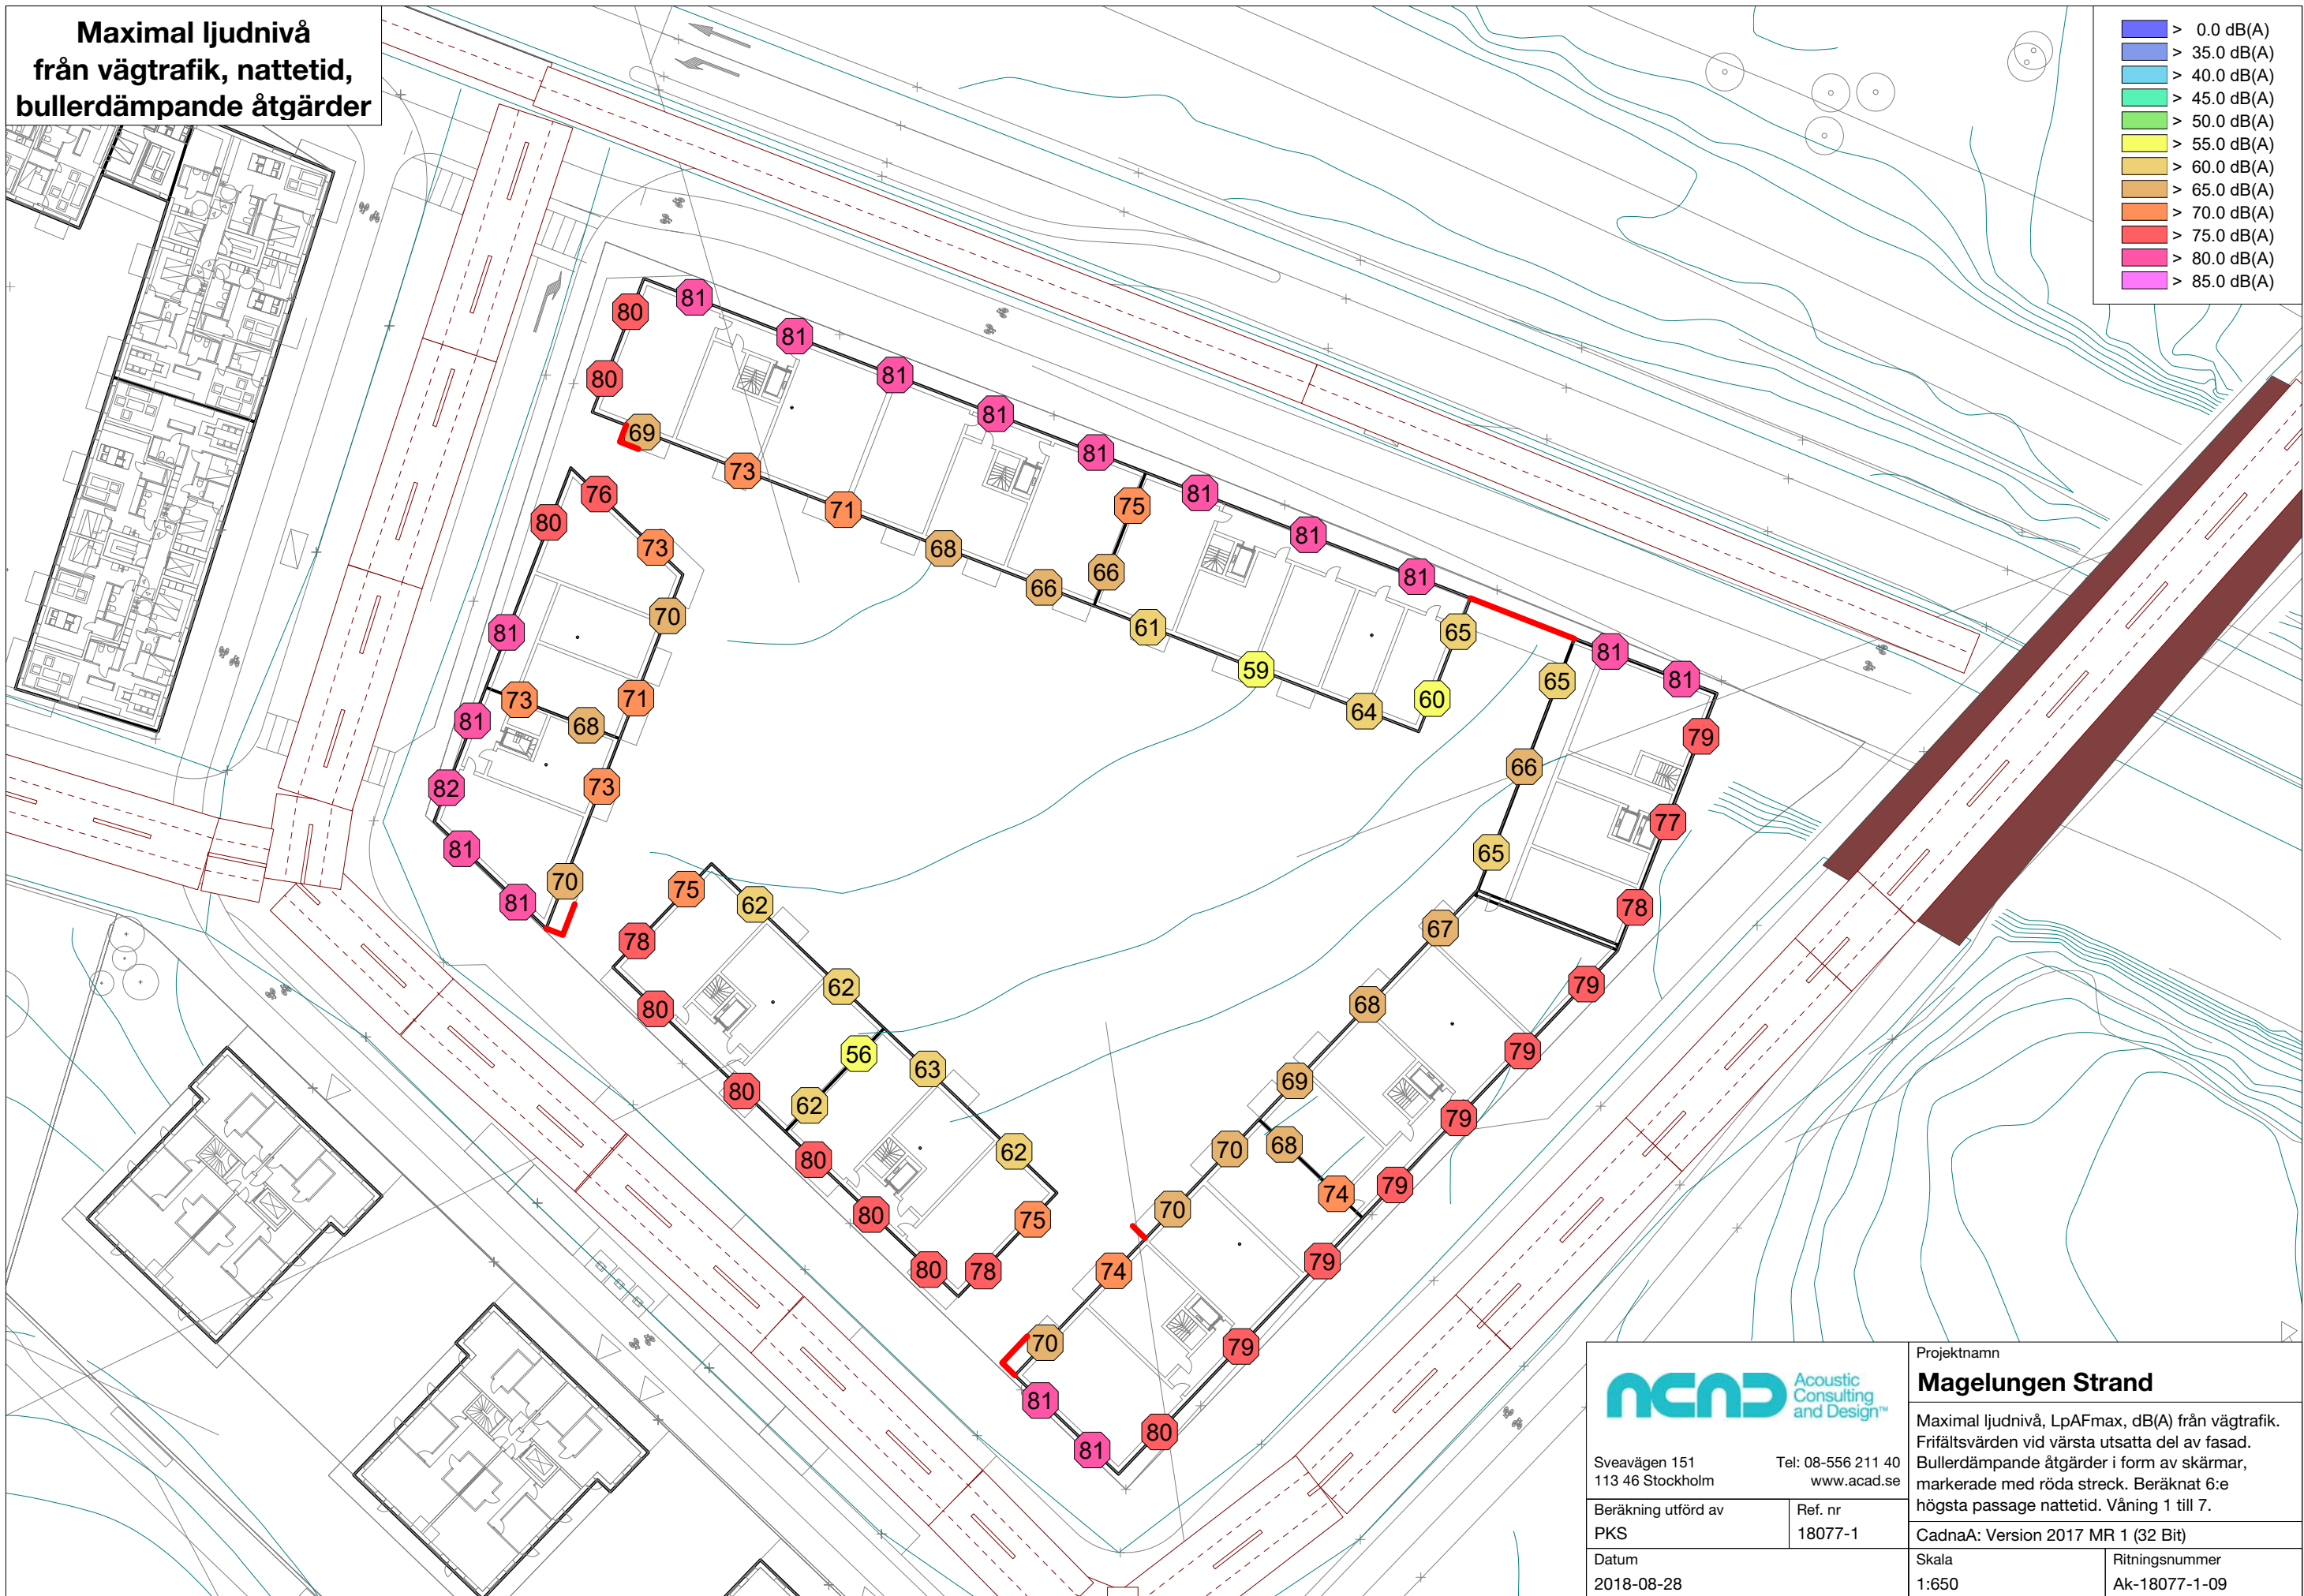 Maximal ljudnivå
från vägtrafik, nattetid,
bullerdämpande åtgärder
> 0.0 dB(A)
> 35.0 dB(A)
> 40.0 dB(A)
> 45.0 dB(A)
> 50.0 dB(A)
> 55.0 dB(A)
> 60.0 dB(A)
> 65.0 dB(A)
> 70.0 dB(A)
> 75.0 dB(A)
> 80.0 dB(A)
> 85.0 dB(A)
81
80
81
80
81
81
69
81
73
81
76
71
75
81
80
73
68
81
66
66
70
61
65
81
81
81
59
65
73
71
60
81
68
64
79
66
82
73
77
81
65
70
75
62
78
81
67
78
62
79
80
68
56
79
63
69
80
62
79
68
70
80
62
79
74
70
80
75
79
80
78
74
70
79
81
80
81
ACAD
Acoustic
Consulting
and Design™
Sveavägen 151
Tel: 08-556 211 40
113 46 Stockholm
www.acad.se
Beräkning utförd av
PKS
Ref. nr
18077-1
Datum
2018-08-28
Projektnamn
Magelungen Strand
Maximal ljudnivå, LpAFmax, dB(A) från vägtrafik.
Frifältsvärden vid värsta utsatta del av fasad.
Bullerdämpande åtgärder i form av skärmar,
markerade med röda streck. Beräknat 6:e
högsta passage nattetid. Våning 1 till 7.
CadnaA: Version 2017 MR 1 (32 Bit)
Skala
1:650
Ritningsnummer
Ak-18077-1-09